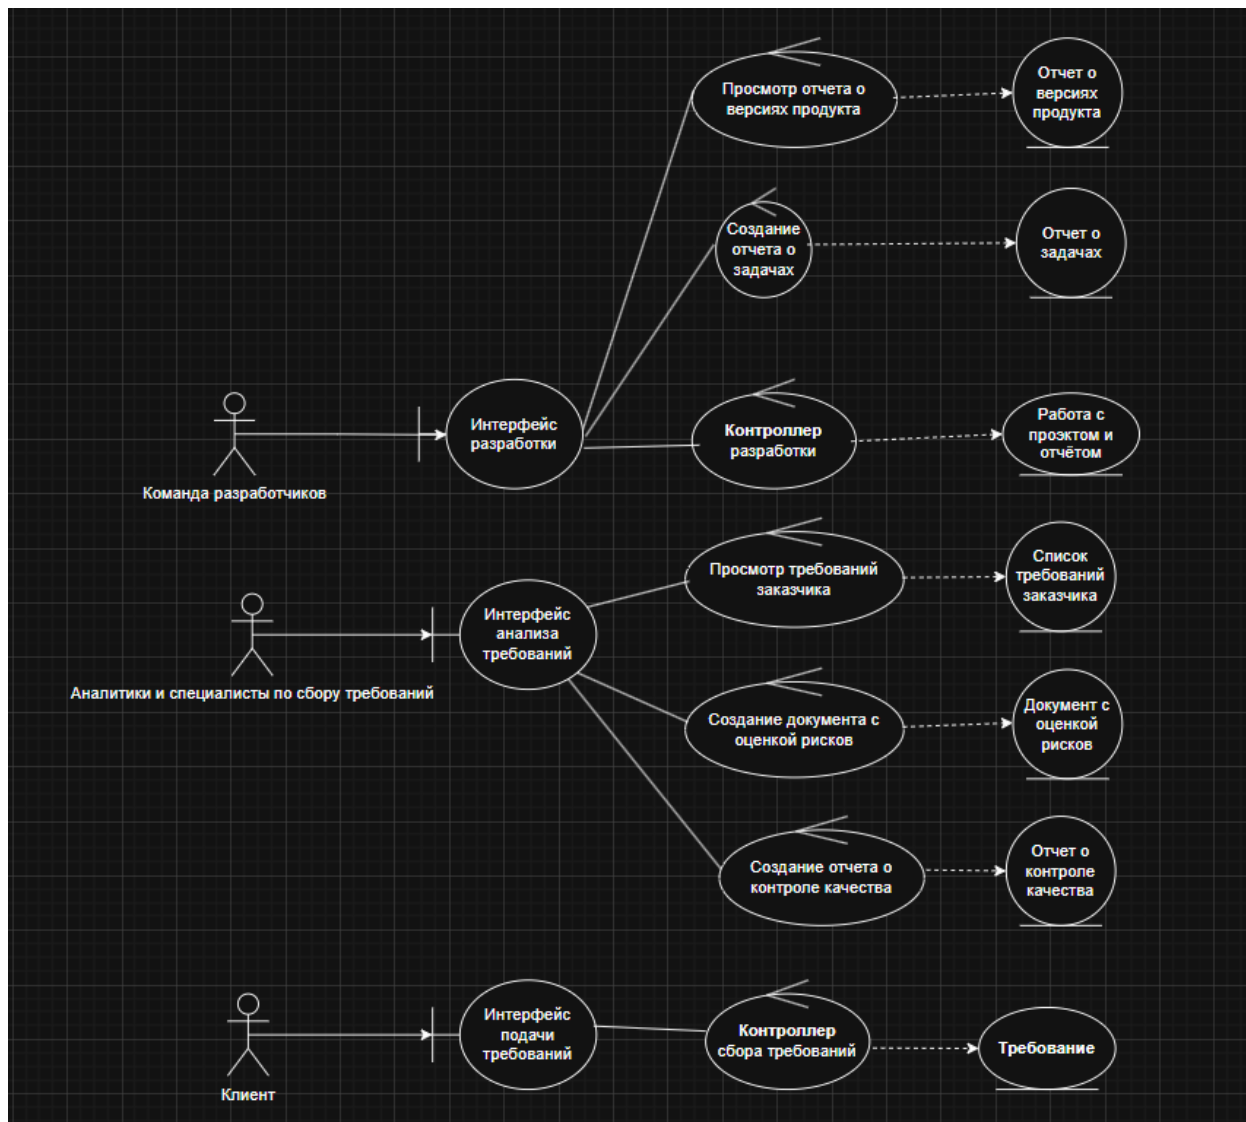 Просмотр отчета о
версиях продукта
Отчет о
версиях
продукта
Создание
отчета о
задачах
Отчет о
задачах
Команда разработчиков
Интерфейс
разработки
Контроллер
разработки
Работа с
проэктом и
отчётом
Аналитики и специалисты по сбору требований
Интерфейс
анализа
требований
Просмотр требований
заказчика
Список
требований
заказчика
Создание документа с
оценкой рисков
Документ с
оценкой
рисков
Создание отчета о
контроле качества
Отчет о
контроле
качества
Клиент
Интерфейс
подачи
требований
Контроллер
сбора требований
Требование